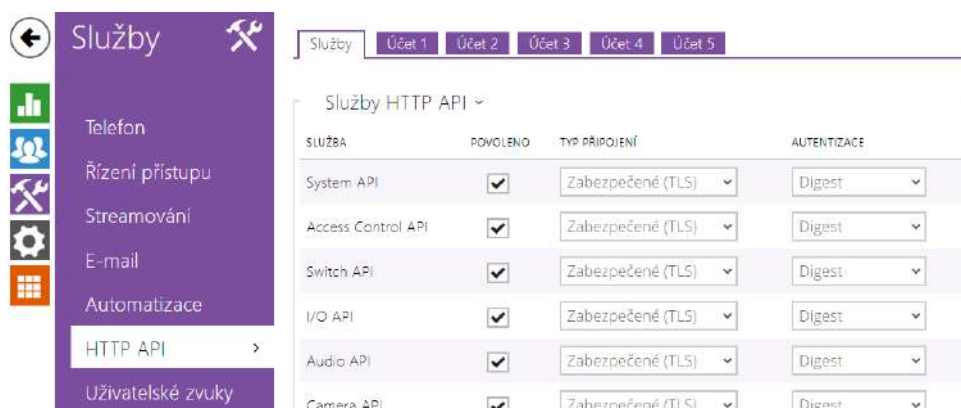 Služby
Telefon
Řízení přístupu
Streamování
E-mail
Automatizace
HTTP API
Uživatelské zvuky
Služby Účet 1 Účet 2 Účet 3 Účet 4 Účet 5
Služby HTTP API
SLUŽBA POVOLENO TYP PŘIPOJENÍ AUTENTIZACE
System API Zabezpečené (TLS) Digest
Access Control API Zabezpečené (TLS) Digest
Switch API Zabezpečené (TLS) Digest
I/O API Zabezpečené (TLS) Digest
Audio API Zabezpečené (TLS) Digest
Camera API Zabezpečené (TLS) Digest